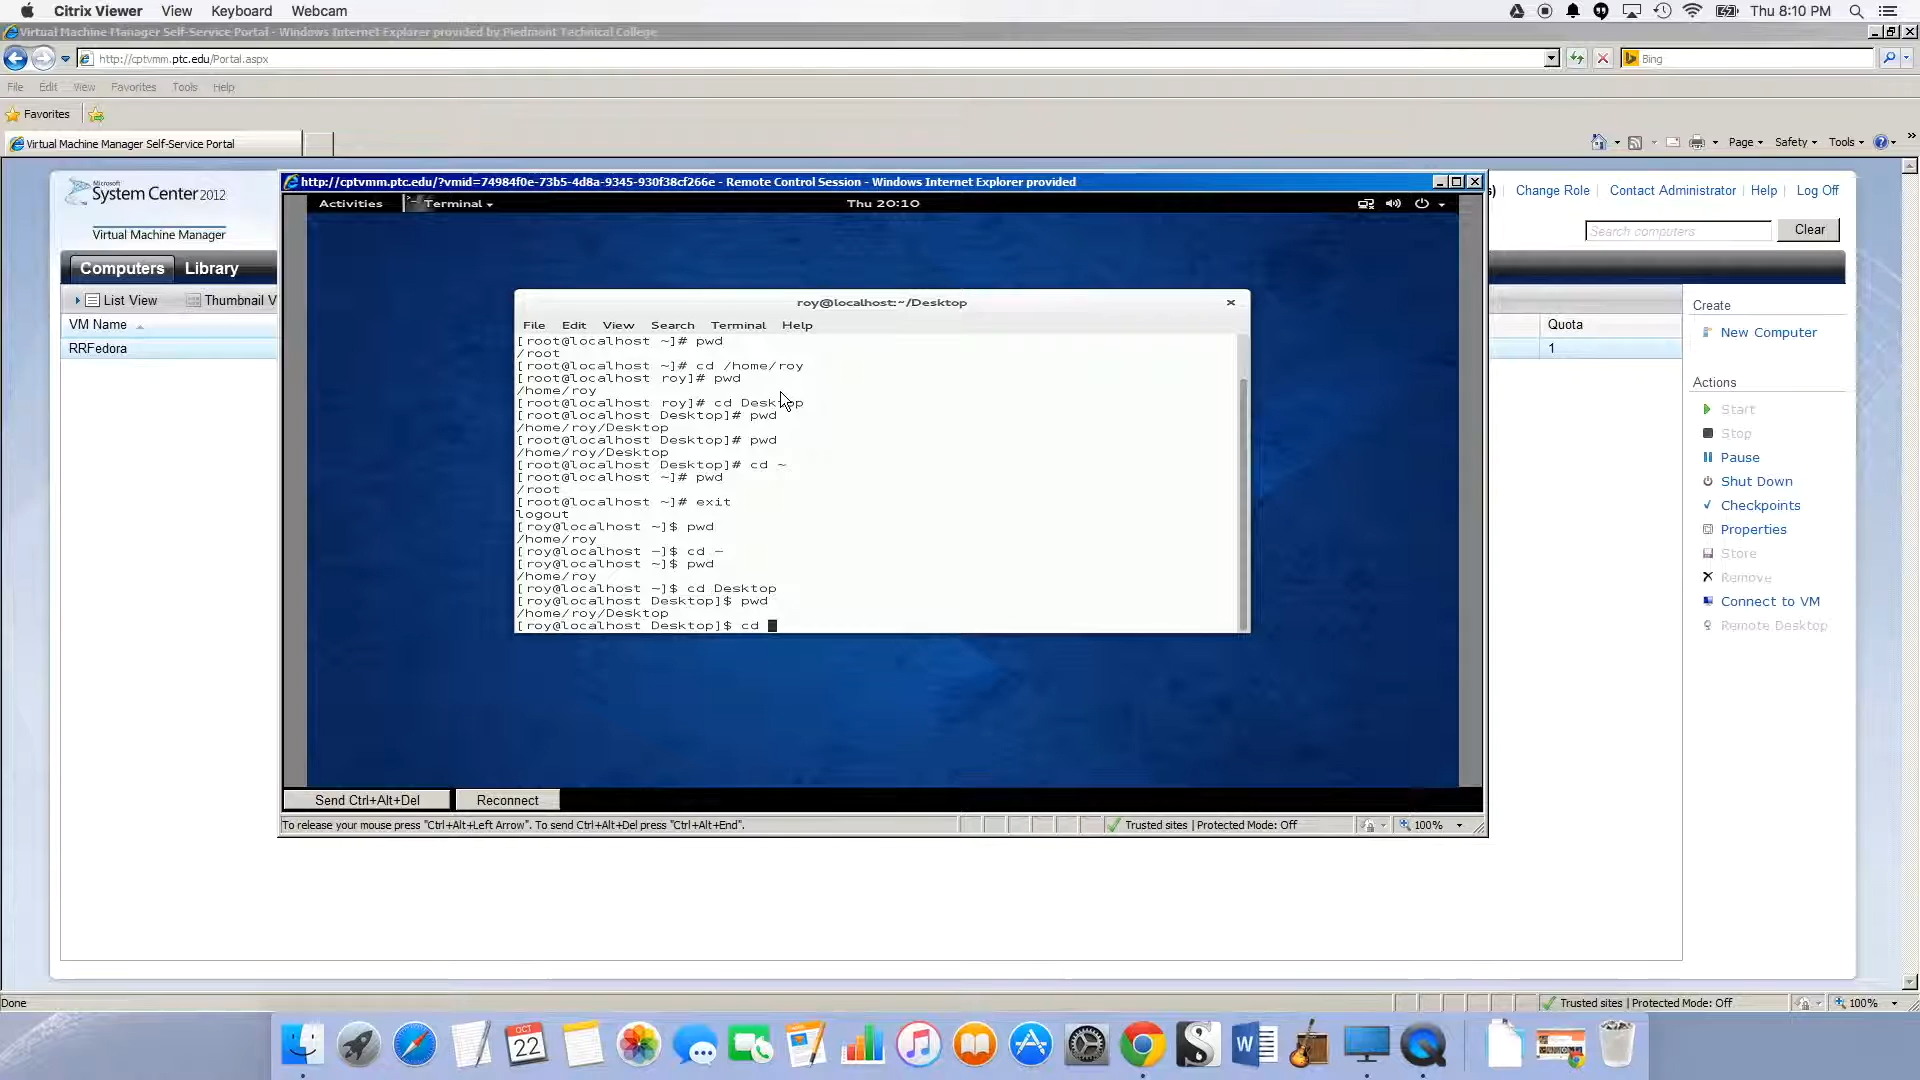 Citrix Viewer View Keyboard Webcam Thu 8:10 PM
Virtual Machine Manager Self-Service Portal - Windows Internet Explorer provided by Piedmont Technical College
http://cptvmm.ptc.edu/Portal.aspx Bing
File Edit View Favorites Tools Help
Favorites
Virtual Machine Manager Self-Service Portal Page Safety Tools
Microsoft
System Center 2012
Virtual Machine Manager
Change Role Contact Administrator Help Log Off
Search computers Clear
Computers Library
List View Thumbnail V
VM Name Quota
RRFedora 1
http://cptvmm.ptc.edu/?vmid=74984f0e-73b5-4d8a-9345-930f38cf266e - Remote Control Session - Windows Internet Explorer provided
Activities Terminal Thu 20:10
roy@localhost:~/Desktop
File Edit View Search Terminal Help
[root@localhost ~]# pwd
/root
[root@localhost ~]# cd /home/roy
[root@localhost roy]# pwd
/home/roy
[root@localhost roy]# cd Desktop
[root@localhost Desktop]# pwd
/home/roy/Desktop
[root@localhost Desktop]# pwd
/home/roy/Desktop
[root@localhost Desktop]# cd ~
[root@localhost ~]# pwd
/root
[root@localhost ~]# exit
logout
[roy@localhost ~]$ pwd
/home/roy
[roy@localhost ~]$ cd ~
[roy@localhost ~]$ pwd
/home/roy
[roy@localhost ~]$ cd Desktop
[roy@localhost Desktop]$ pwd
/home/roy/Desktop
[roy@localhost Desktop]$ cd
Send Ctrl+Alt+Del Reconnect
To release your mouse press "Ctrl+Alt+Left Arrow". To send Ctrl+Alt+Del press "Ctrl+Alt+End". Trusted sites | Protected Mode: Off 100%
Create
New Computer
Actions
Start
Stop
Pause
Shut Down
Checkpoints
Properties
Store
Remove
Connect to VM
Remote Desktop
Done Trusted sites | Protected Mode: Off 100%
OCT
22